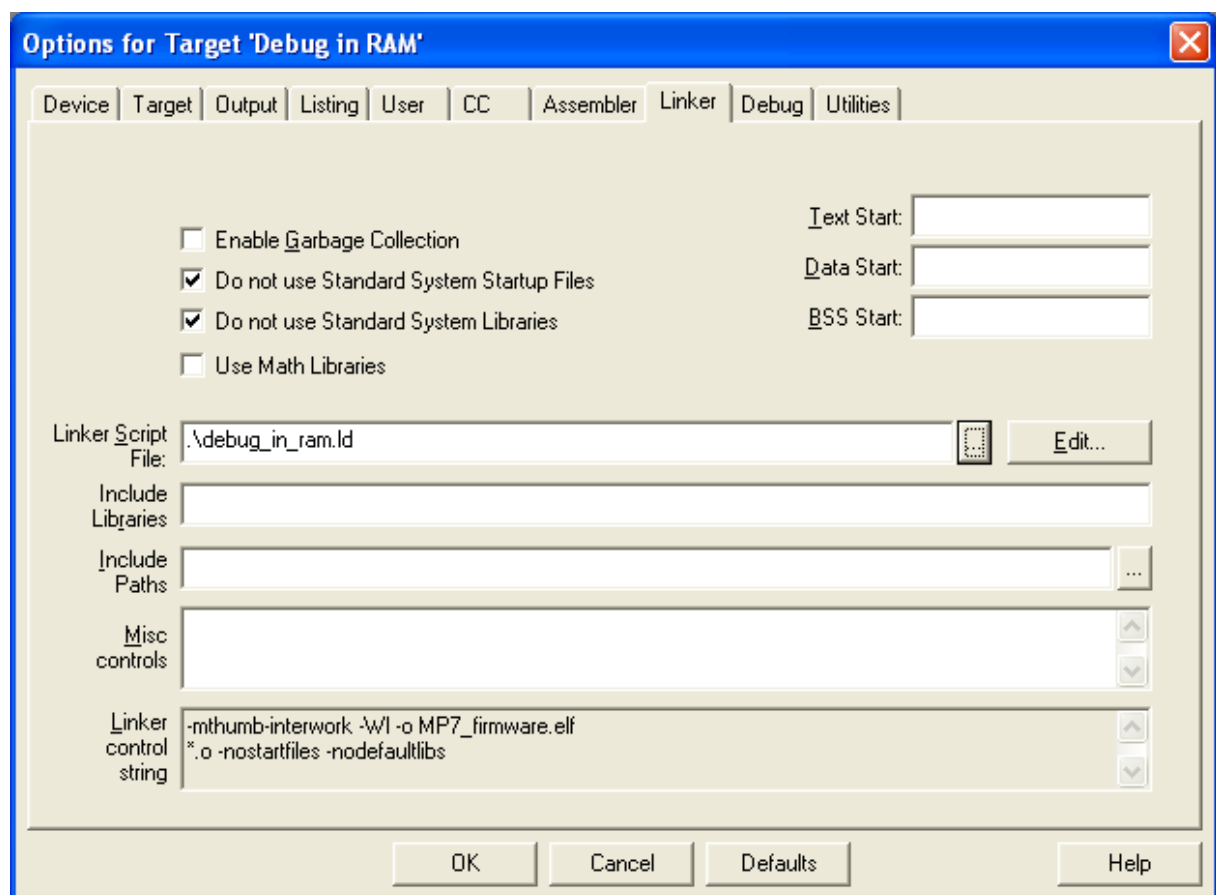 Options for Target 'Debug in RAM'
Device Target Output Listing User CC Assembler Linker Debug Utilities
Text Start:
Enable Garbage Collection
Do not use Standard System Startup Files
Data Start:
Do not use Standard System Libraries
BSS Start:
Use Math Libraries
Linker Script
File:
.\debug_in_ram.ld
...
Edit...
Include
Libraries
Include
Paths
...
Misc
controls
Linker
control
string
-mthumb-interwork -Wl -o MP7_firmware.elf
*.o -nostartfiles -nodefaultlibs
OK Cancel Defaults Help